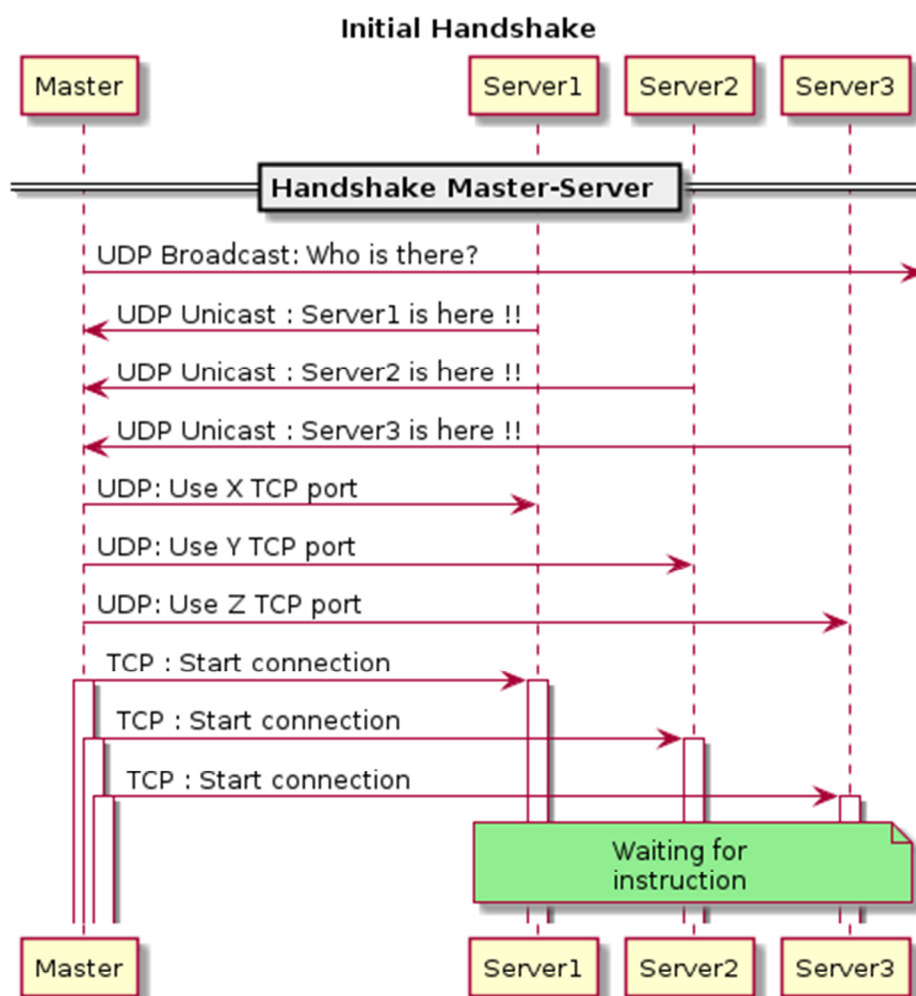 Initial Handshake
Master Server1 Server2 Server3
Handshake Master-Server
UDP Broadcast: Who is there?
UDP Unicast : Server1 is here !!
UDP Unicast : Server2 is here !!
UDP Unicast : Server3 is here !!
UDP: Use X TCP port
UDP: Use Y TCP port
UDP: Use Z TCP port
TCP : Start connection
TCP : Start connection
TCP : Start connection
Waiting for
instruction
Master Server1 Server2 Server3